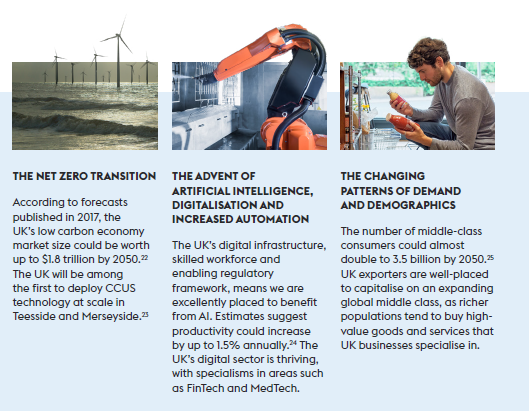 THE NET ZERO TRANSITION
According to forecasts
published in 2017, the
UK's low carbon economy
market size could be worth
up to $1.8 trillion by 2050.²²
The UK will be among
the first to deploy CCUS
technology at scale in
Teesside and Merseyside.²³
THE ADVENT OF
ARTIFICIAL INTELLIGENCE,
DIGITALISATION AND
INCREASED AUTOMATION
The UK's digital infrastructure,
skilled workforce and
enabling regulatory
framework, means we are
excellently placed to benefit
from AI. Estimates suggest
productivity could increase
by up to 1.5% annually.²⁴ The
UK's digital sector is thriving,
with specialisms in areas such
as FinTech and MedTech.
THE CHANGING
PATTERNS OF DEMAND
AND DEMOGRAPHICS
The number of middle-class
consumers could almost
double to 3.5 billion by 2050.²⁵
UK exporters are well-placed
to capitalise on an expanding
global middle class, as richer
populations tend to buy high-
value goods and services that
UK businesses specialise in.